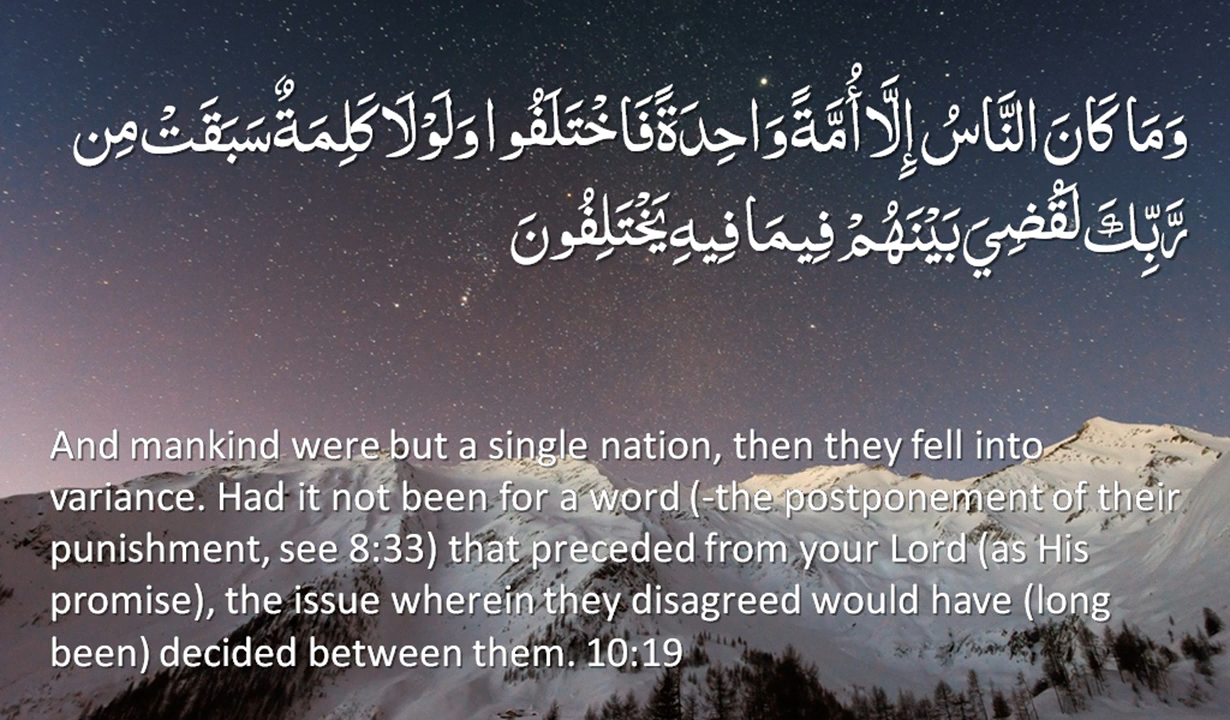 وَمَا كَانَ النَّاسُ إِلَّا أُمَّةً وَاحِدَةً فَاخْتَلَفُوا وَلَوْلَا كَلِمَةٌ سَبَقَتْ مِن
رَّبِّكَ لَقُضِيَ بَيْنَهُمْ فِيمَا فِيهِ يَخْتَلِفُونَ
And mankind were but a single nation, then they fell into
variance. Had it not been for a word (-the postponement of their
punishment, see 8:33) that preceded from your Lord (as His
promise), the issue wherein they disagreed would have (long
been) decided between them. 10:19